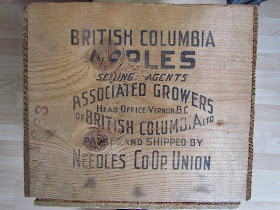 BRITISH COLUMBIA
APPLES
SELLING AGENTS
ASSOCIATED GROWERS
HEAD OFFICE-VERNON B.C.
OF BRITISH COLUMBIA LTD
PACKED AND SHIPPED BY
NEEDLES CO OP. UNION